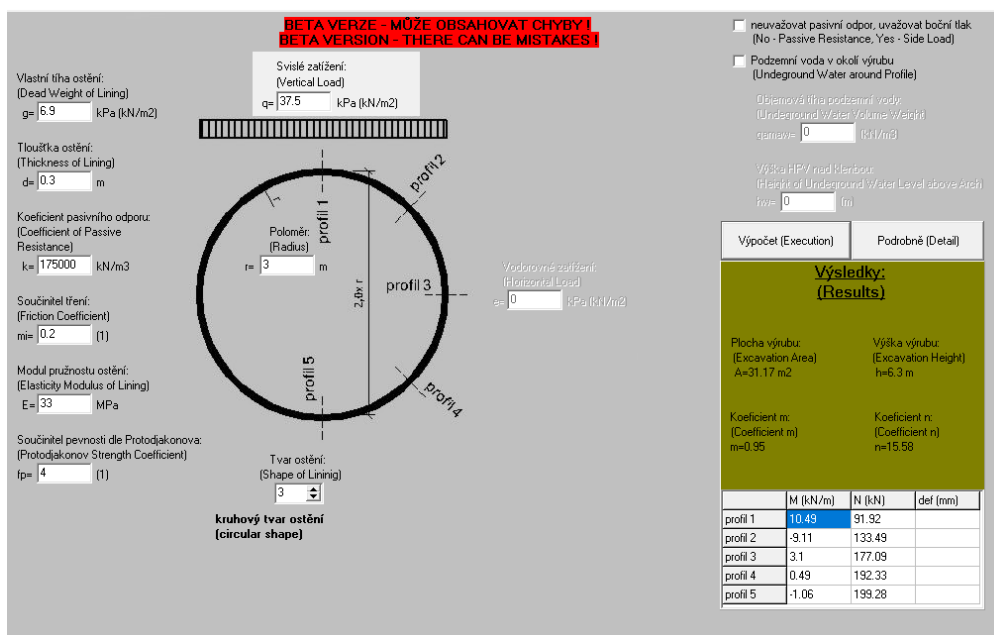 BETA VERZE - MŮŽE OBSAHOVAT CHYBY !
BETA VERSION - THERE CAN BE MISTAKES !
Vlastní tíha ostění:
(Dead Weight of Lining)
g= 6.9 kPa (kN/m2)
Tloušťka ostění:
(Thickness of Lining)
d= 0.3 m
Koeficient pasivního odporu:
(Coefficient of Passive
Resistance)
k= 175000 kN/m3
Součinitel tření:
(Friction Coefficient)
mi= 0.2 (1)
Modul pružnostu ostění:
(Elasticity Modulus of Lining)
E= 33 MPa
Součinitel pevnosti dle Protodjakonova:
(Protodjakonov Strength Coefficient)
fp= 4 (1)
Svislé zatížení:
(Vertical Load)
q= 37.5 kPa (kN/m2)
profil 1
profil 2
profil 3
profil 4
profil 5
r
Poloměr:
(Radius)
r= 3 m
2,0x r
Vodorovné zatížení:
(Horizontal Load)
e= 0 kPa (kN/m2
Tvar ostění:
(Shape of Lininig)
3
kruhový tvar ostění
(circular shape)
neuvažovat pasivní odpor, uvažovat boční tlak
(No - Passive Resistance, Yes - Side Load)
Podzemní voda v okolí výrubu
(Undeground Water around Profile)
Objemová tíha podzemní vody:
(Undeground Water Volume Weight)
gamaw= 0 (kN/m3
Výška HPV nad klenbou:
(Height of Undeground Water Level above Arch)
hw= 0 (m)
Výpočet (Execution) Podrobně (Detail)
Výsledky:
(Results)
Plocha výrubu: Výška výrubu:
(Excavation Area) (Excavation Height)
A=31.17 m2 h=6.3 m
Koeficient m: Koeficient n:
(Coefficient m) (Coefficient n)
m=0.95 n=15.58
M (kN/m) N (kN) def (mm)
profil 1 10.49 91.92
profil 2 -9.11 133.49
profil 3 3.1 177.09
profil 4 0.49 192.33
profil 5 -1.06 199.28